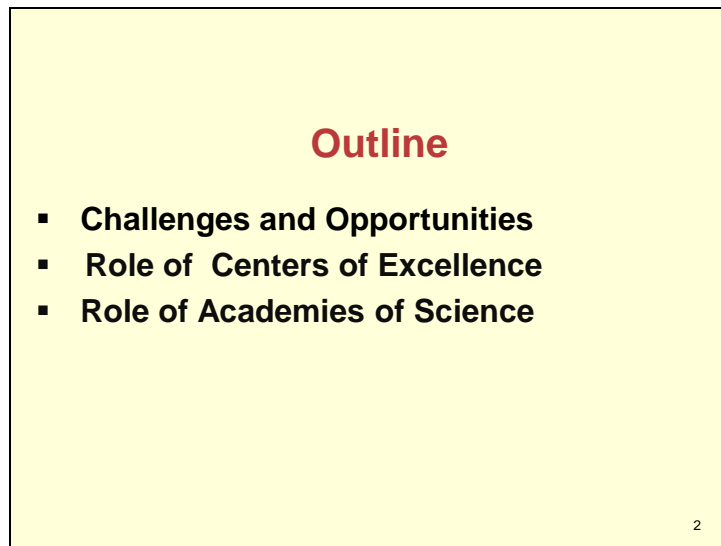 Outline
▪ Challenges and Opportunities
▪ Role of Centers of Excellence
▪ Role of Academies of Science
2